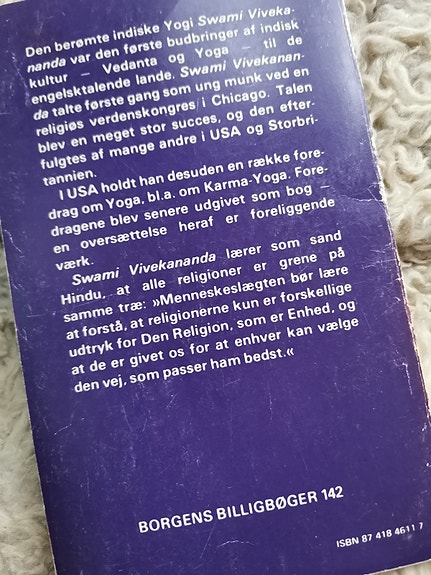 Den berømte indiske Yogi Swami Viveka-
nanda var den første budbringer af indisk
kultur – Vedanta og Yoga – til de
engelsktalende lande. Swami Vivekanan-
da talte første gang som ung munk ved en
religiøs verdenskongres i Chicago. Talen
blev en meget stor succes, og den efter-
fulgtes af mange andre i USA og Storbri-
tannien.
I USA holdt han desuden en række fore-
drag om Yoga, bl.a. om Karma-Yoga. Fore-
dragene blev senere udgivet som bog –
en oversættelse heraf er foreliggende
værk.
Swami Vivekananda lærer som sand
Hindu, at alle religioner er grene på
samme træ: »Menneskeslægten bør lære
at forstå, at religionerne kun er forskellige
udtryk for Den Religion, som er Enhed, og
at de er givet os for at enhver kan vælge
den vej, som passer ham bedst.«
BORGENS BILLIGBØGER 142
ISBN 87 418 4611 7